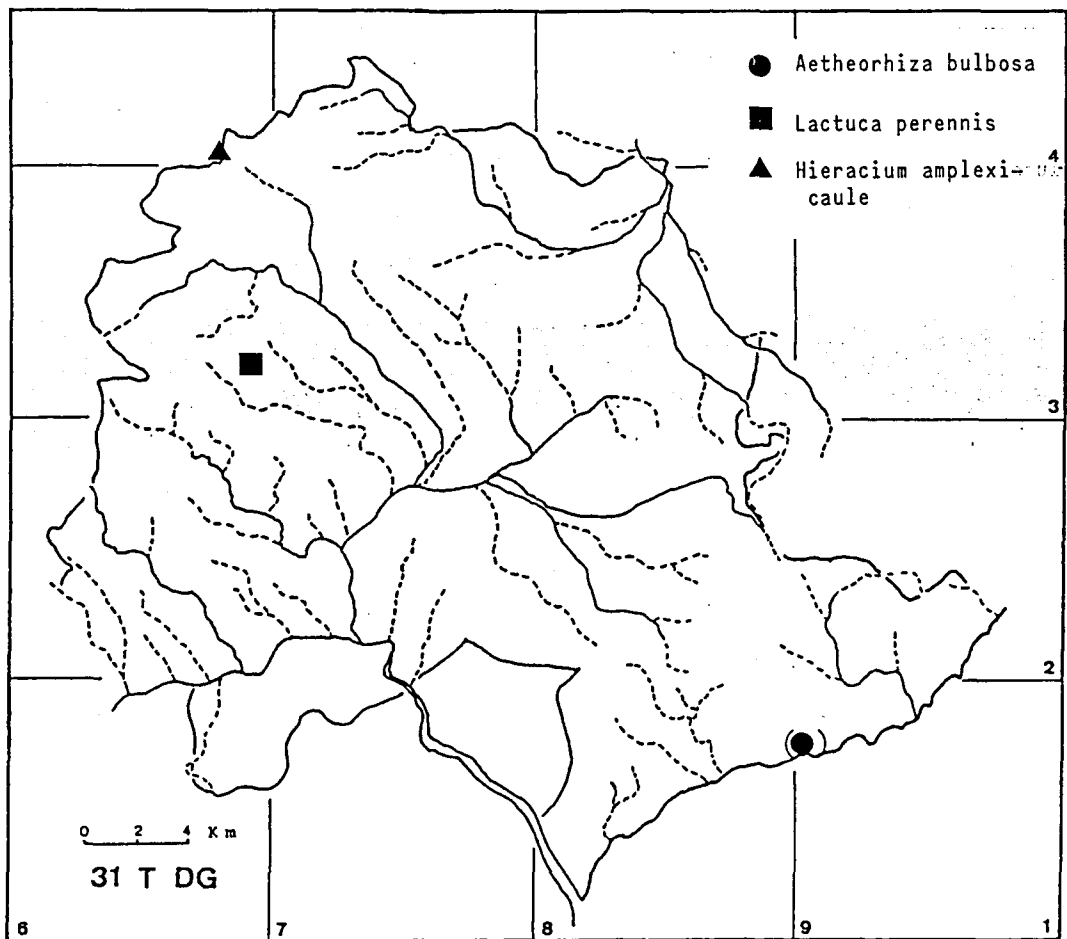 Aetheorhiza bulbosa
Lactuca perennis
Hieracium amplexi-
caule
4
3
2
0 2 4 Km
31 T DG
6 7 8 9 1